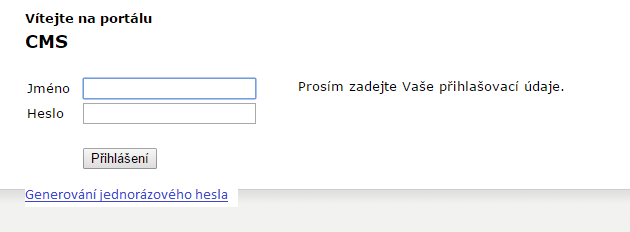 Vítejte na portálu
CMS
Jméno
Prosím zadejte Vaše přihlašovací údaje.
Heslo
Přihlášení
Generování jednorázového hesla